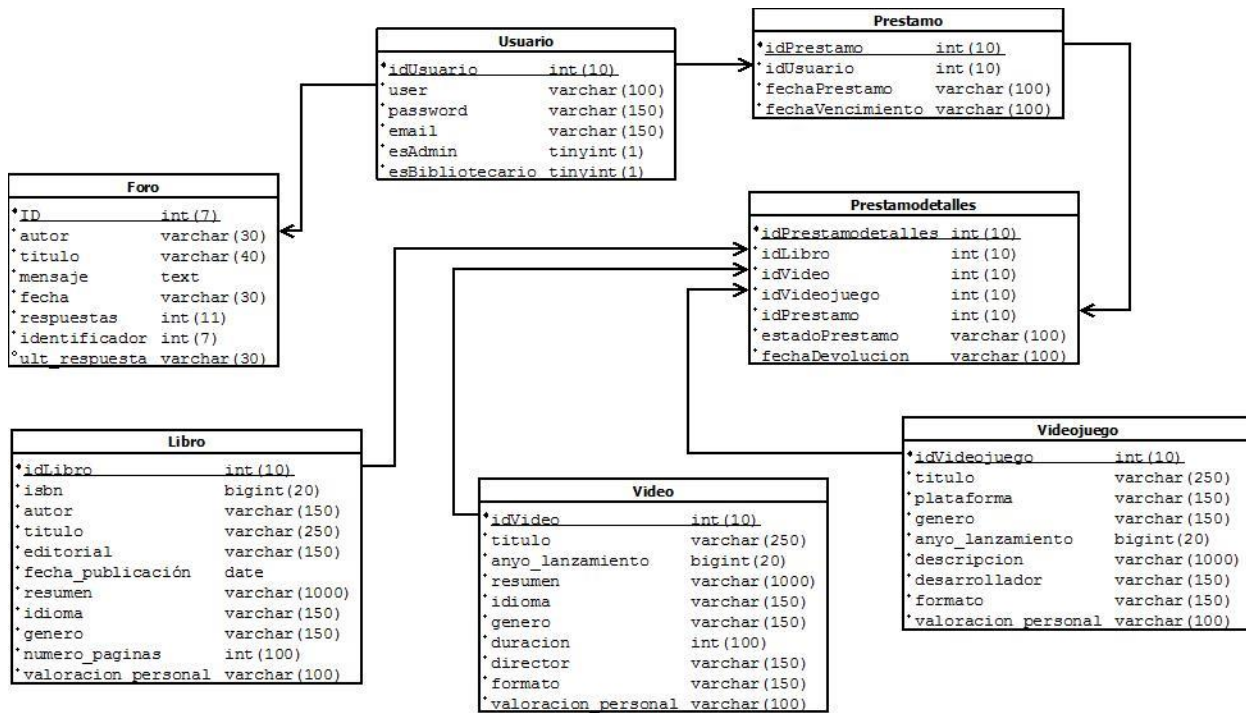 Usuario
idUsuario int(10)
user varchar(100)
password varchar(150)
email varchar(150)
esAdmin tinyint(1)
esBibliotecario tinyint(1)
Prestamo
idPrestamo int(10)
idUsuario int(10)
fechaPrestamo varchar(100)
fechaVencimiento varchar(100)
Foro
ID int(7)
autor varchar(30)
titulo varchar(40)
mensaje text
fecha varchar(30)
respuestas int(11)
identificador int(7)
ult_respuesta varchar(30)
Prestamodetalles
idPrestamodetalles int(10)
idLibro int(10)
idVideo int(10)
idVideojuego int(10)
idPrestamo int(10)
estadoPrestamo varchar(100)
fechaDevolucion varchar(100)
Libro
idLibro int(10)
isbn bigint(20)
autor varchar(150)
titulo varchar(250)
editorial varchar(150)
fecha_publicación date
resumen varchar(1000)
idioma varchar(150)
genero varchar(150)
numero_paginas int(100)
valoracion_personal varchar(100)
Video
idVideo int(10)
titulo varchar(250)
anyo_lanzamiento bigint(20)
resumen varchar(1000)
idioma varchar(150)
genero varchar(150)
duracion int(100)
director varchar(150)
formato varchar(150)
valoracion_personal varchar(100)
Videojuego
idVideojuego int(10)
titulo varchar(250)
plataforma varchar(150)
genero varchar(150)
anyo_lanzamiento bigint(20)
descripcion varchar(1000)
desarrollador varchar(150)
formato varchar(150)
valoracion_personal varchar(100)